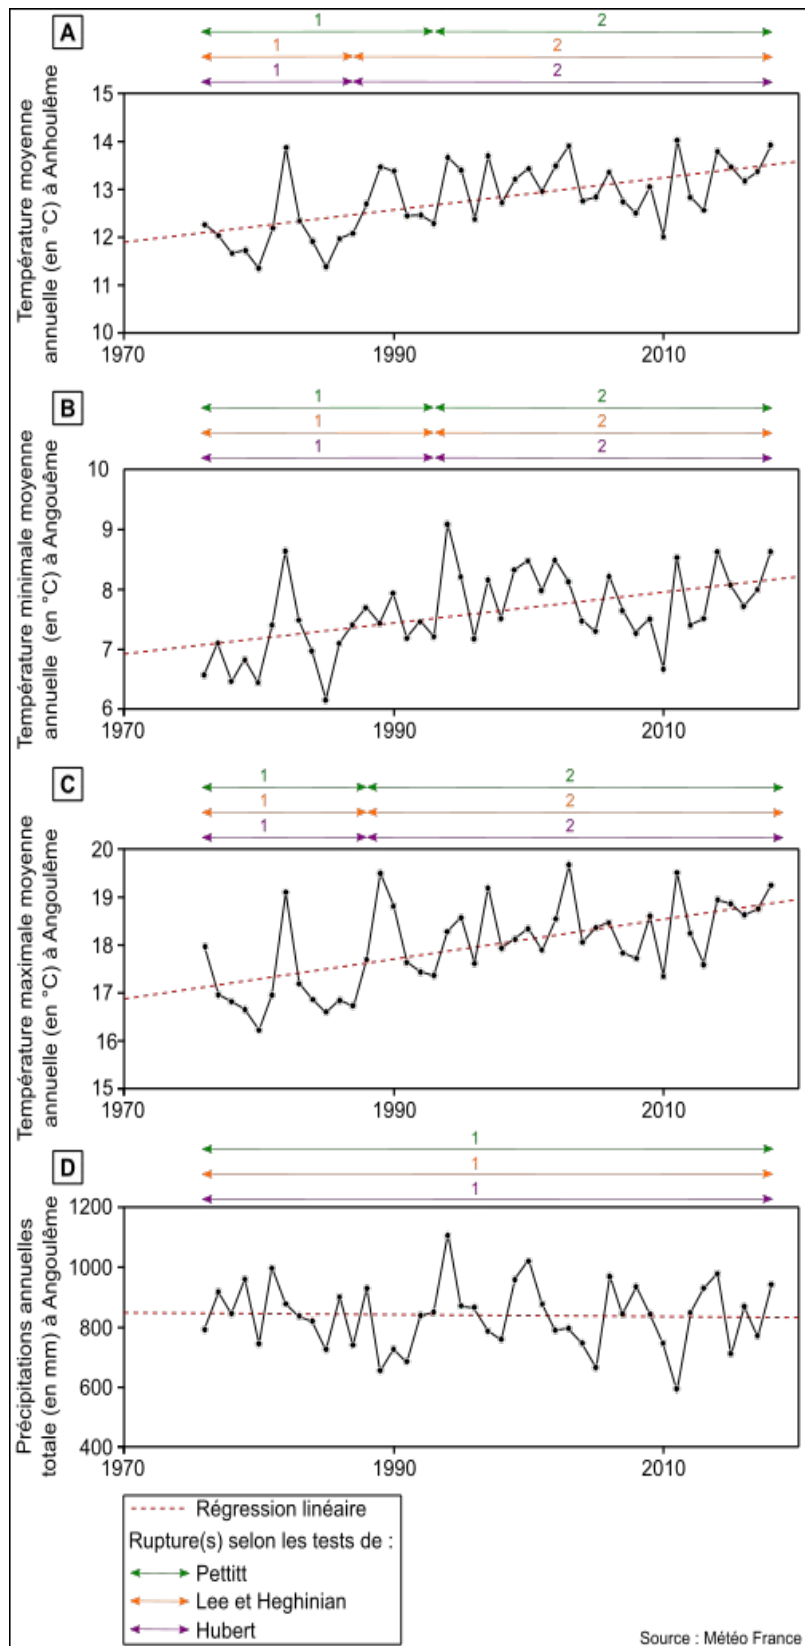 A
1 2
1 2
1 2
Température moyenne
annuelle (en °C) à Anhoulême
15
14
13
12
11
10
1970 1990 2010
B
1 2
1 2
1 2
Température minimale moyenne
annuelle (en °C) à Angouême
10
9
8
7
6
1970 1990 2010
C
1 2
1 2
1 2
Température maximale moyenne
annuelle (en °C) à Angoulême
20
19
18
17
16
15
1970 1990 2010
D
1
1
1
Précipitations annuelles
totale (en mm) à Angoulême
1200
1000
800
600
400
1970 1990 2010
Régression linéaire
Rupture(s) selon les tests de :
Pettitt
Lee et Heghinian
Hubert
Source : Météo France